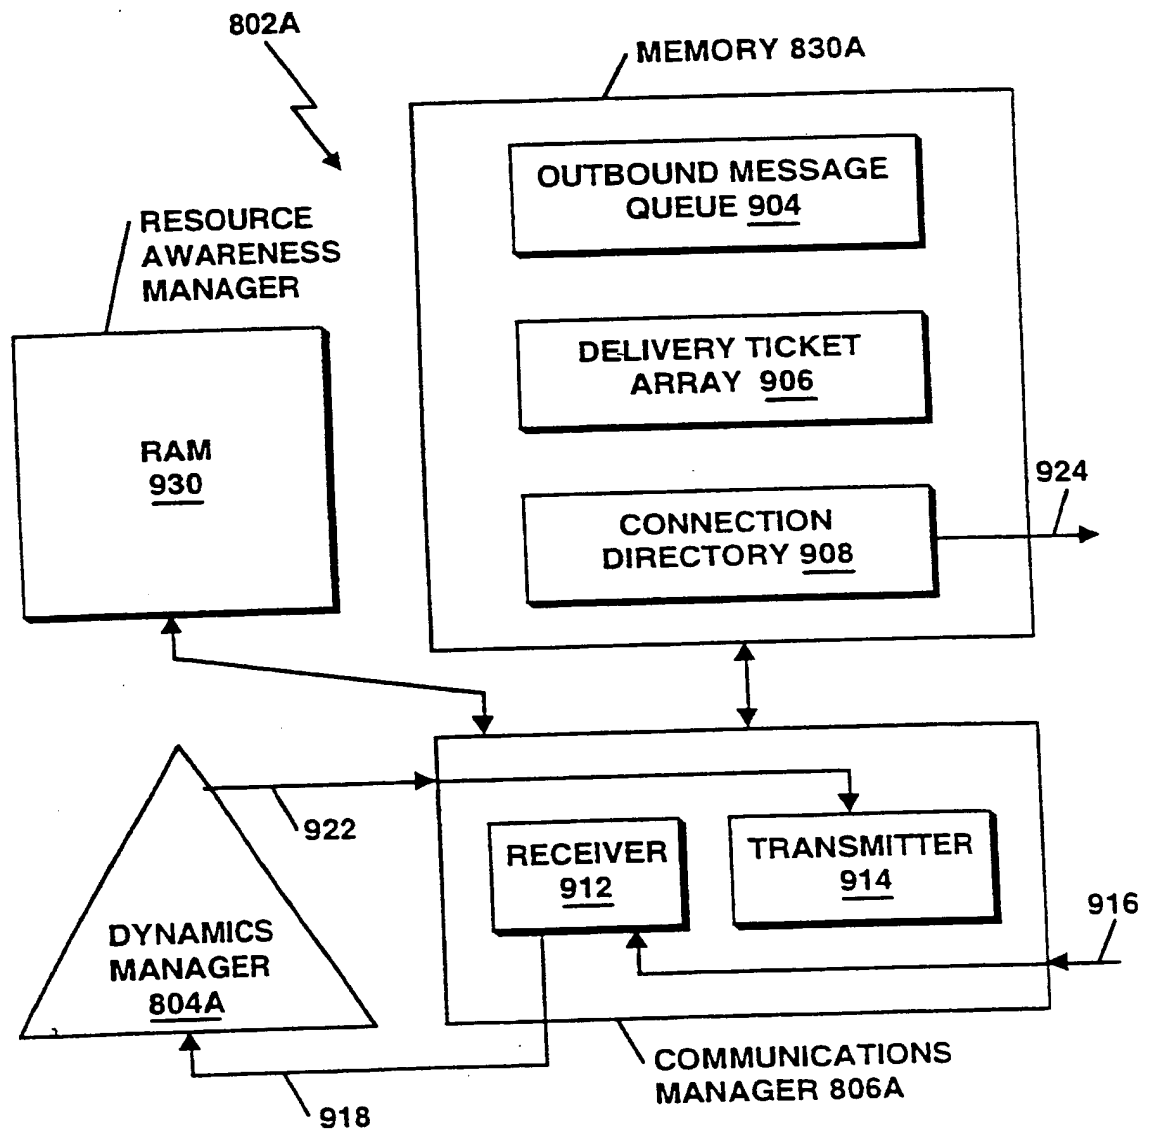 802A
MEMORY 830A
OUTBOUND MESSAGE
QUEUE 904
RESOURCE
AWARENESS
MANAGER
DELIVERY TICKET
ARRAY 906
RAM
930
924
CONNECTION
DIRECTORY 908
922
RECEIVER
912
TRANSMITTER
914
916
DYNAMICS
MANAGER
804A
COMMUNICATIONS
MANAGER 806A
918